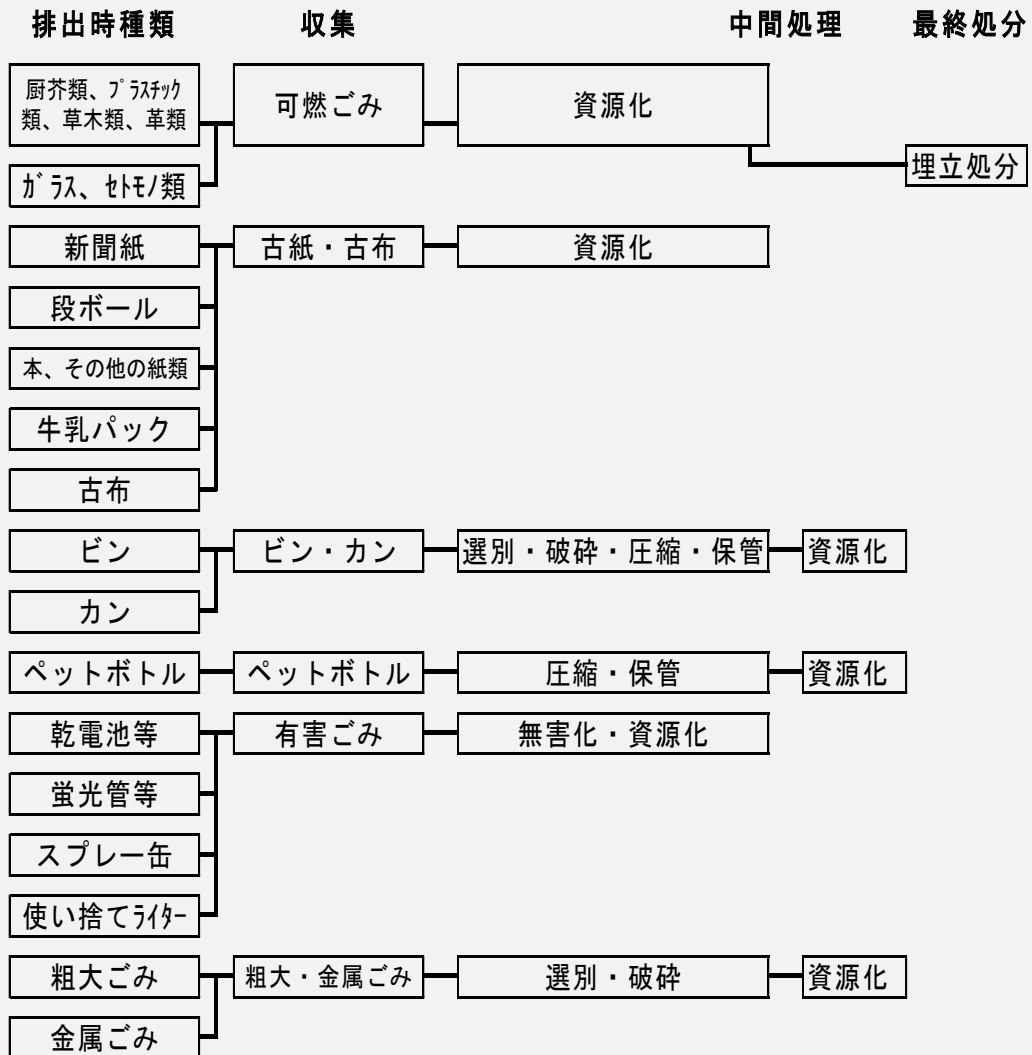 排出時種類 収集 中間処理 最終処分
厨芥類、ﾌﾟﾗｽﾁｯｸ
類、草木類、革類
可燃ごみ
資源化
埋立処分
ｶﾞﾗｽ、ｾﾄﾓﾉ類
新聞紙 古紙・古布 資源化
段ボール
本、その他の紙類
牛乳パック
古布
ビン ビン・カン 選別・破砕・圧縮・保管 資源化
カン
ペットボトル ペットボトル 圧縮・保管 資源化
乾電池等 有害ごみ 無害化・資源化
蛍光管等
スプレー缶
使い捨てﾗｲﾀｰ
粗大ごみ 粗大・金属ごみ 選別・破砕 資源化
金属ごみ